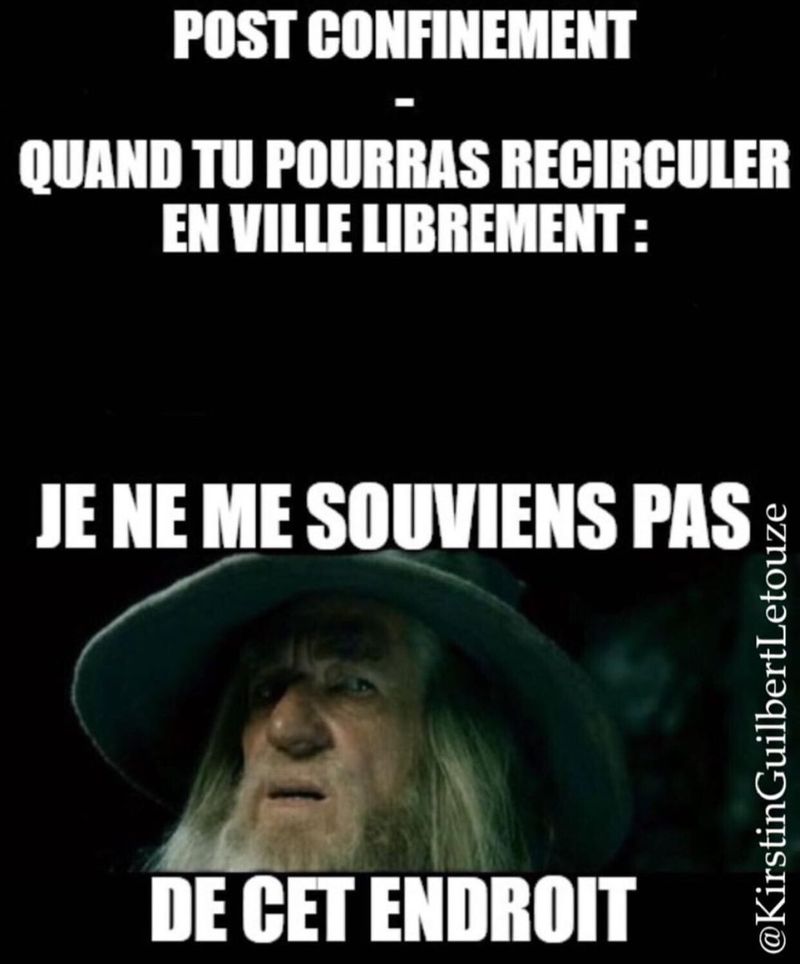 POST CONFINEMENT
-
QUAND TU POURRAS RECIRCULER
EN VILLE LIBREMENT :
JE NE ME SOUVIENS PAS
DE CET ENDROIT
@KirstinGuilbertLetouze